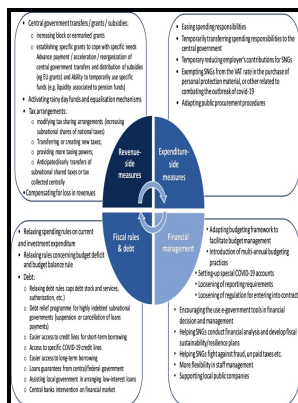 • Central government transfers/ grants / subsidies:
• increasing block or earmarked grants
o establishing specific grants to cope with specific needs
Advance payment / acceleration / reorganization of
central government transfers and distribution of subsidies
(eg EU grants) and Ability to temporarily use specific
funds (e.g. liquidity associated to pension funds)
• Activating rainy day funds and equalisation mechanisms
• Tax arrangements:
• modifying tax sharing arrangements (increasing
subnational shares of national taxes)
• Transferring or creating new taxes;
• providing more taxing powers;
• Anticipated/early transfers of
subnational shared taxes or tax
collected centrally
• Compensating for loss in revenues
• Easing spending responsibilities
• Temporarily transferring spending responsibilities to the
central government
• Temporary reducing employer's contributions for SNGs
• Exempting SNGs from the VAT rate in the purchase of
personal protection material, or other related to
combating the outbreak of covid-19
• Adapting public procurement procedures
Revenue-
side
measures
Expenditure-
side
measures
Fiscal rules
& debt
Financial
management
• Relaxing spending rules on current
and investment expenditure
• Relaxing rules concerning budget deficit
and budget balance rule
• Debt:
• Relaxing debt rules caps debt stock and services,
authorization, etc.)
• Debt relief programme for highly indebted subnational
governments (suspension or cancellation of loans
payments)
• Easier access to credit lines for short-term borrowing
• Access to specific COVID-19 credit lines
• Easier access to long-term borrowing
• Loans guarantees from central/federal government
• Assisting local government in arranging low-interest loans
• Central banks intervention on financial market
• Adapting budgeting framework to
facilitate budget management
• Introduction of multi-annual budgeting
practices
• Setting-up special COVID-19 accounts
• Loosening of reporting requirements
• Loosening of regulation for entering into contract
• Encouraging the use e-government tools in financial
decision and management
• Helping SNGs conduct financial analysis and develop fiscal
sustainability/resilience plans
• Helping SNGs fight against fraud, un paid taxes etc.
• More flexibility in staff management
• Supporting local public companies